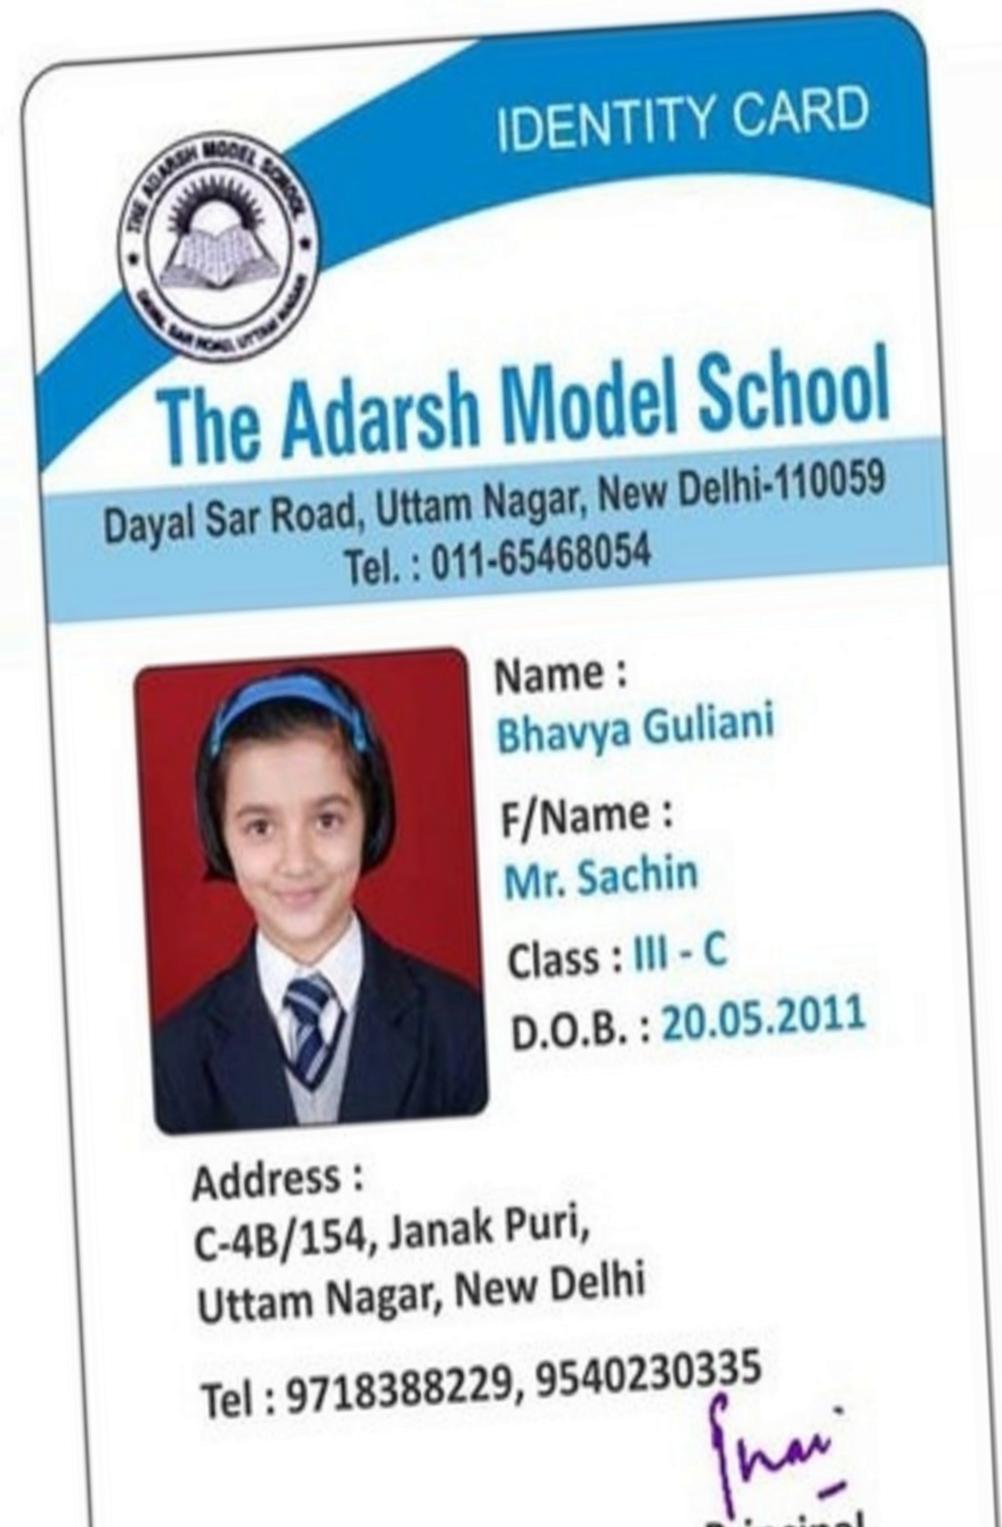 IDENTITY CARD
THE ADARSH MODEL SCHOOL
DAYAL SAR ROAD, UTTAM NAGAR
The Adarsh Model School
Dayal Sar Road, Uttam Nagar, New Delhi-110059
Tel. : 011-65468054
Name :
Bhavya Guliani
F/Name :
Mr. Sachin
Class : III - C
D.O.B. : 20.05.2011
Address :
C-4B/154, Janak Puri,
Uttam Nagar, New Delhi
Tel : 9718388229, 9540230335
Principal